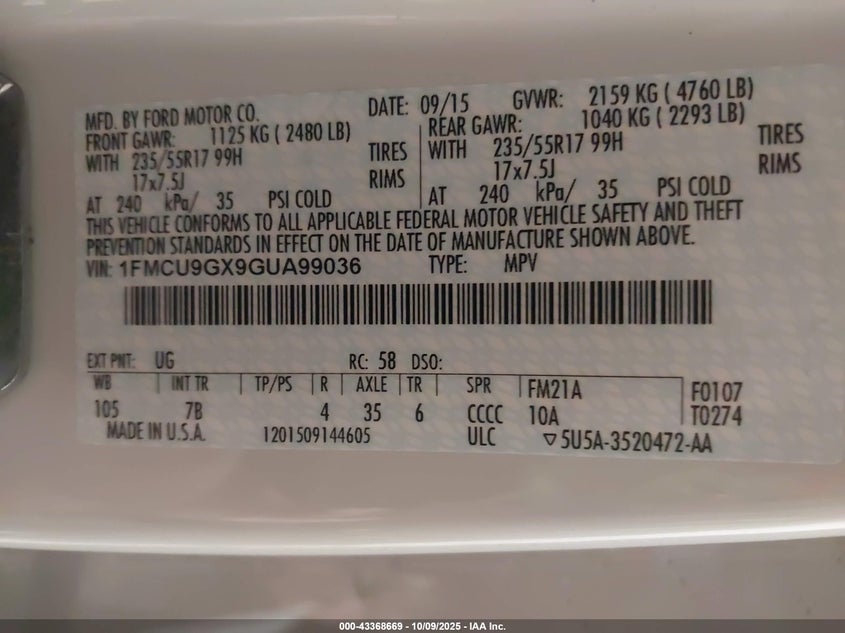 MFD. BY FORD MOTOR CO. DATE: 09/15 GVWR: 2159 KG ( 4760 LB)
FRONT GAWR: 1125 KG ( 2480 LB) REAR GAWR: 1040 KG ( 2293 LB)
WITH 235/55R17 99H TIRES WITH 235/55R17 99H TIRES
17x7.5J RIMS 17x7.5J RIMS
AT 240 kPa/ 35 PSI COLD AT 240 kPa/ 35 PSI COLD
THIS VEHICLE CONFORMS TO ALL APPLICABLE FEDERAL MOTOR VEHICLE SAFETY AND THEFT
PREVENTION STANDARDS IN EFFECT ON THE DATE OF MANUFACTURE SHOWN ABOVE.
VIN: 1FMCU9GX9GUA99036 TYPE: MPV
EXT PNT: UG RC: 58 DSO:
WB INT TR TP/PS R AXLE TR SPR FM21A F0107
105 7B 4 35 6 CCCC 10A T0274
MADE IN U.S.A. 1201509144605 ULC ▽5U5A-3520472-AA
000-43368669 - 10/09/2025 - IAA Inc.